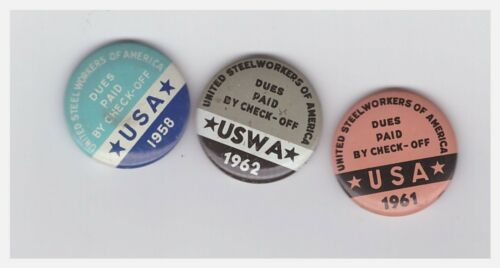 UNITED STEELWORKERS OF AMERICA
DUES
PAID
BY CHECK-OFF
★ USA ★
1958
UNITED STEELWORKERS OF AMERICA
DUES
PAID
BY CHECK-OFF
★ USWA ★
1962
UNITED STEELWORKERS OF AMERICA
DUES
PAID
BY CHECK-OFF
★ USA ★
1961